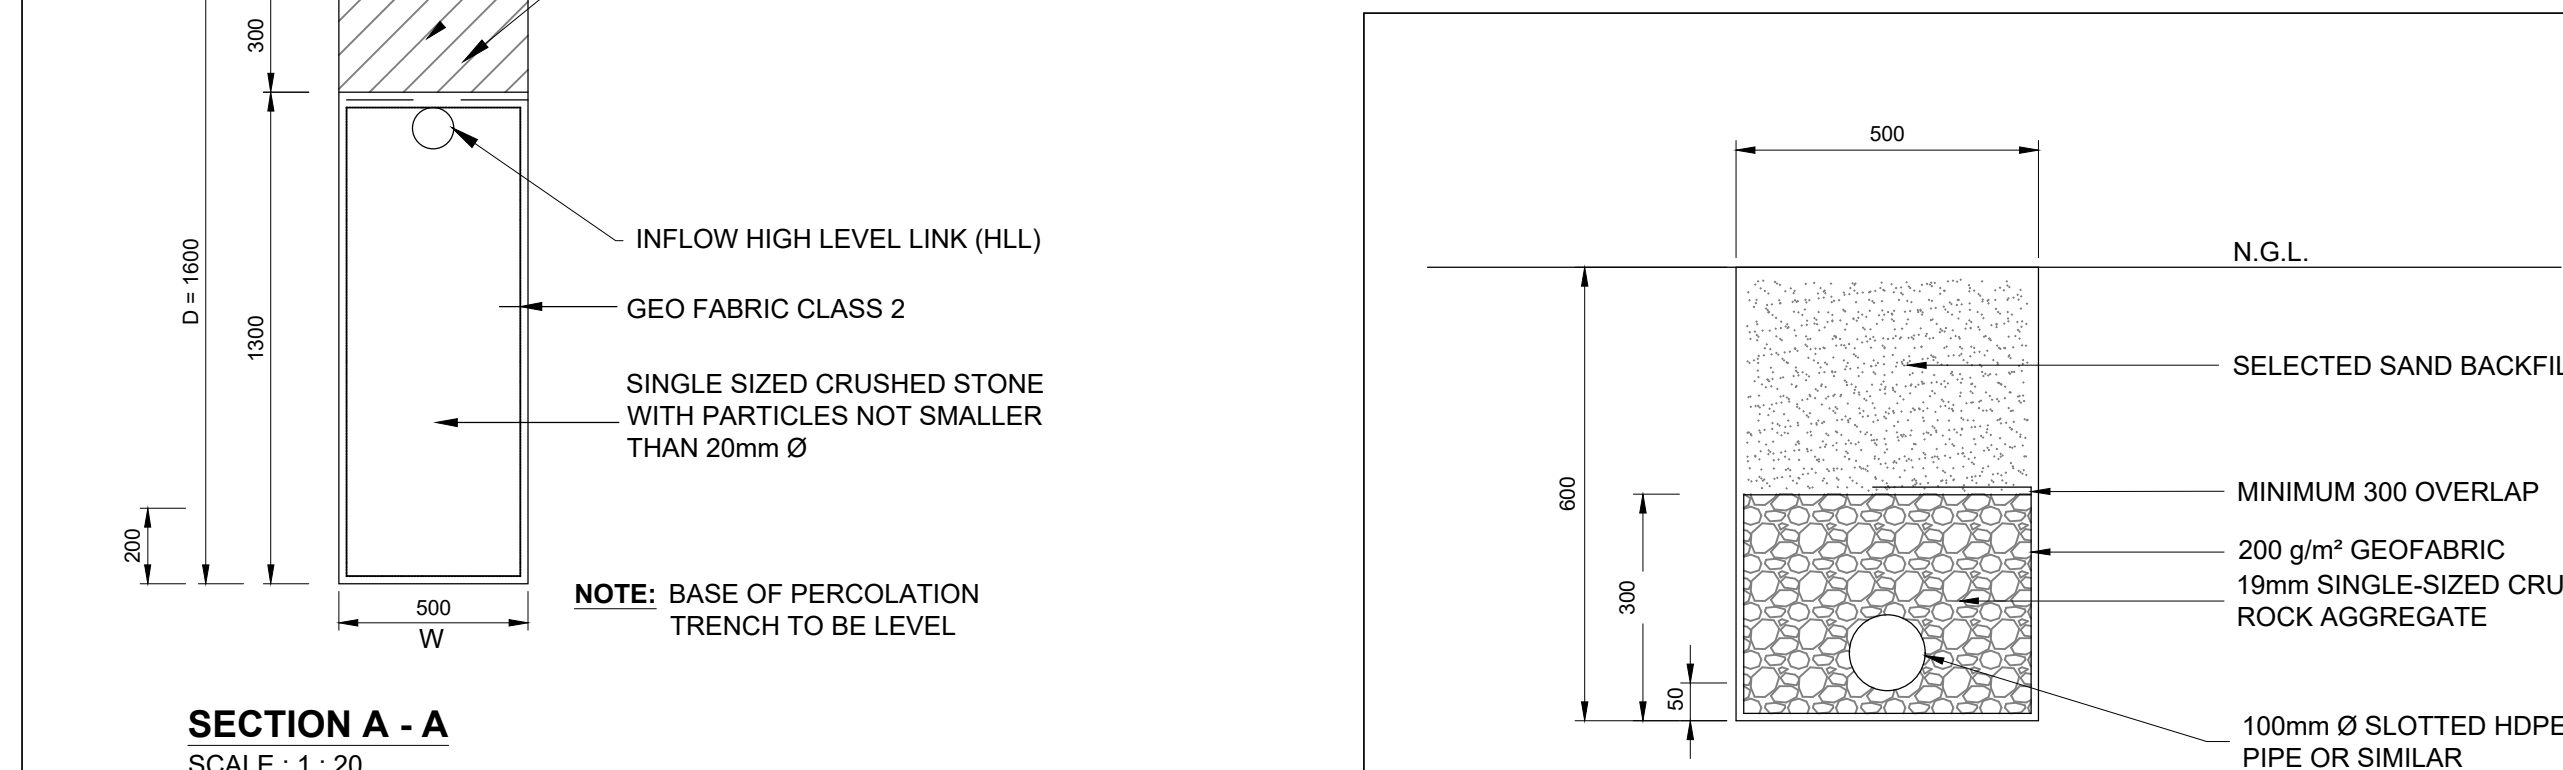 300
D = 1600
1300
200
INFLOW HIGH LEVEL LINK (HLL)
GEO FABRIC CLASS 2
SINGLE SIZED CRUSHED STONE
WITH PARTICLES NOT SMALLER
THAN 20mm Ø
500
W
NOTE: BASE OF PERCOLATION
TRENCH TO BE LEVEL
SECTION A - A
SCALE : 1 : 20
500
N.G.L.
600
300
50
SELECTED SAND BACKFIL
MINIMUM 300 OVERLAP
200 g/m² GEOFABRIC
19mm SINGLE-SIZED CRU
ROCK AGGREGATE
100mm Ø SLOTTED HDPE
PIPE OR SIMILAR